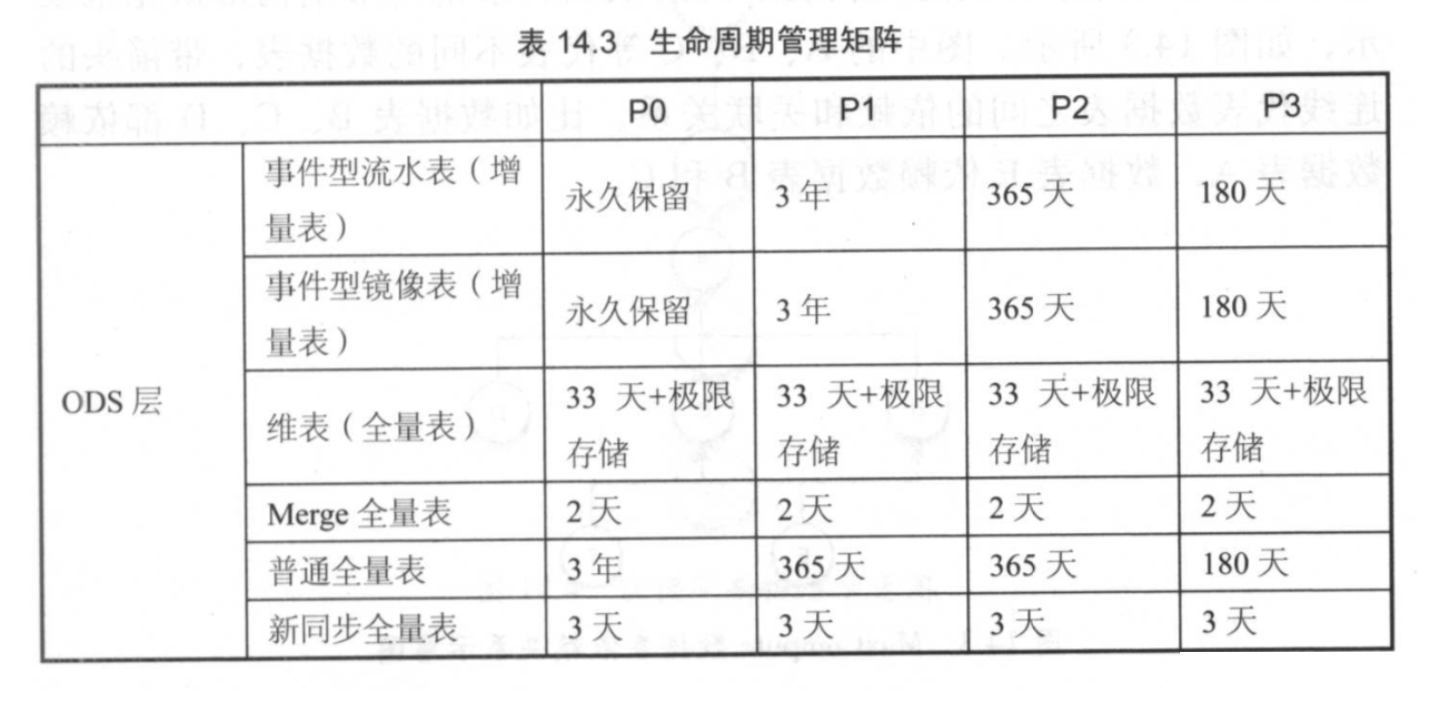 表 14.3 生命周期管理矩阵
P0 P1 P2 P3
ODS 层
事件型流水表（增
量表）
永久保留 3 年 365 天 180 天
事件型镜像表（增
量表）
永久保留 3 年 365 天 180 天
维表（全量表）
33 天+极限 33 天+极限 33 天+极限 33 天+极限
存储 存储 存储 存储
Merge 全量表 2 天 2 天 2 天 2 天
普通全量表 3 年 365 天 365 天 180 天
新同步全量表 3 天 3 天 3 天 3 天